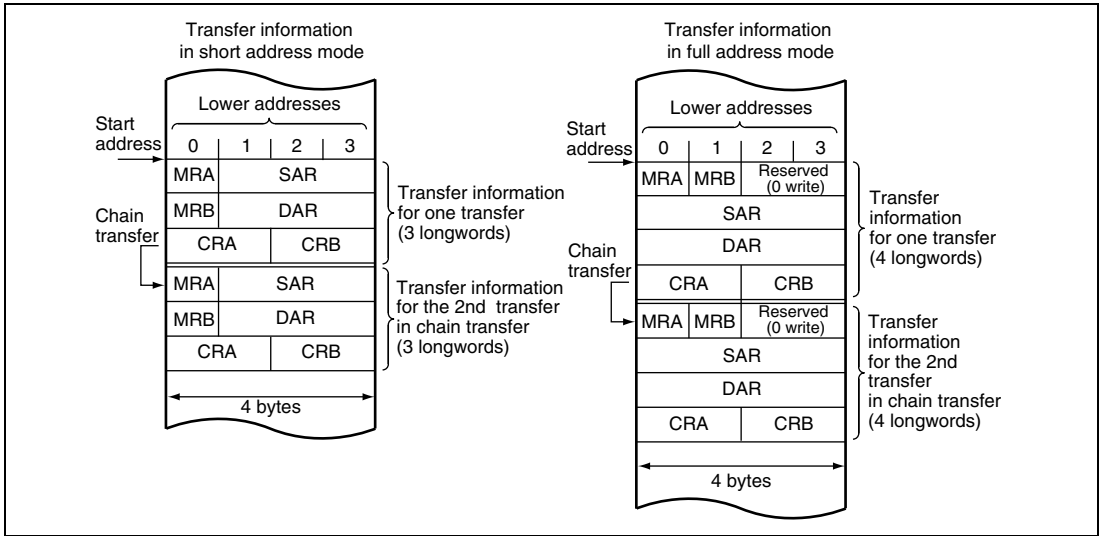 Transfer information
in short address mode
Lower addresses
Start
address
0 1 2 3
MRA SAR
MRB DAR
CRA CRB
Transfer information
for one transfer
(3 longwords)
Chain
transfer
MRA SAR
MRB DAR
CRA CRB
Transfer information
for the 2nd transfer
in chain transfer
(3 longwords)
4 bytes
Transfer information
in full address mode
Lower addresses
Start
address
0 1 2 3
MRA MRB Reserved
(0 write)
SAR
DAR
CRA CRB
Transfer
information
for one transfer
(4 longwords)
Chain
transfer
MRA MRB Reserved
(0 write)
SAR
DAR
CRA CRB
Transfer
information
for the 2nd
transfer
in chain transfer
(4 longwords)
4 bytes